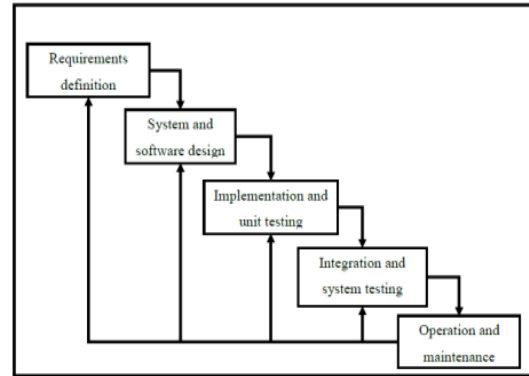 Requirements
definition
System and
software design
Implementation and
unit testing
Integration and
system testing
Operation and
maintenance